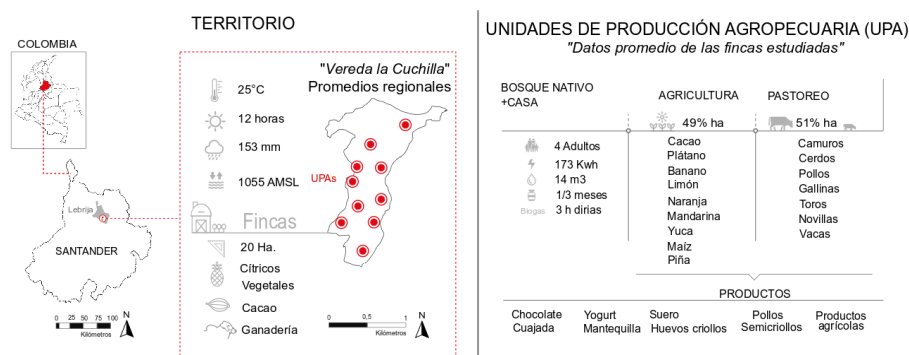 TERRITORIO
COLOMBIA
Lebrija
SANTANDER
0 25 50 75 100
Kilómetros
N
"Vereda la Cuchilla"
Promedios regionales
25°C
12 horas
153 mm
1055 AMSL
UPAs
Fincas
20 Ha.
Cítricos
Vegetales
Cacao
Ganadería
0 0,5 1
Kilómetros
N
UNIDADES DE PRODUCCIÓN AGROPECUARIA (UPA)
"Datos promedio de las fincas estudiadas"
BOSQUE NATIVO
+CASA
4 Adultos
173 Kwh
14 m3
1/3 meses
Biogas 3 h dirias
AGRICULTURA
49% ha
Cacao
Plátano
Banano
Limón
Naranja
Mandarina
Yuca
Maíz
Piña
PASTOREO
51% ha
Camuros
Cerdos
Pollos
Gallinas
Toros
Novillas
Vacas
PRODUCTOS
Chocolate
Cuajada
Yogurt
Mantequilla
Suero
Huevos criollos
Pollos
Semicriollos
Productos
agrícolas